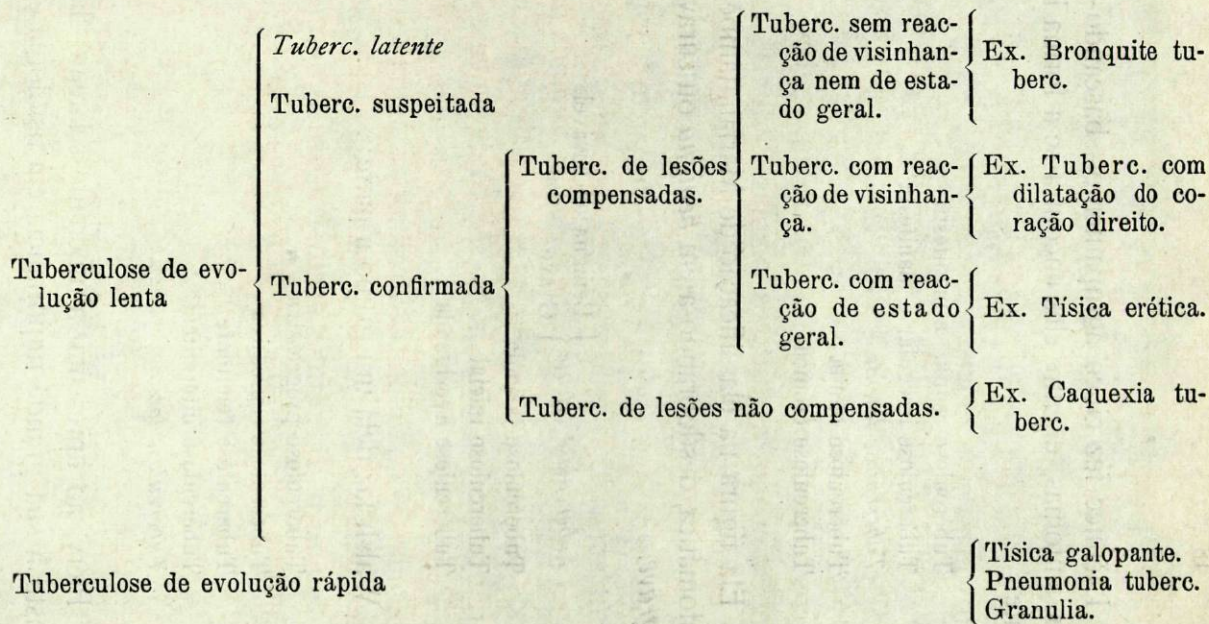 Tuberculose de evo-
lução lenta
Tuberc. latente
Tuberc. suspeitada
Tuberc. confirmada
Tuberc. de lesões
compensadas.
Tuberc. sem reac-
ção de visinhan-
ça nem de esta-
do geral.
Ex. Bronquite tu-
berc.
Tuberc. com reac-
ção de visinhan-
ça.
Ex. Tuberc. com
dilatação do co-
ração direito.
Tuberc. com reac-
ção de estado
geral.
Ex. Tísica erética.
Tuberc. de lesões não compensadas.
Ex. Caquexia tu-
berc.
Tuberculose de evolução rápida
Tísica galopante.
Pneumonia tuberc.
Granulia.